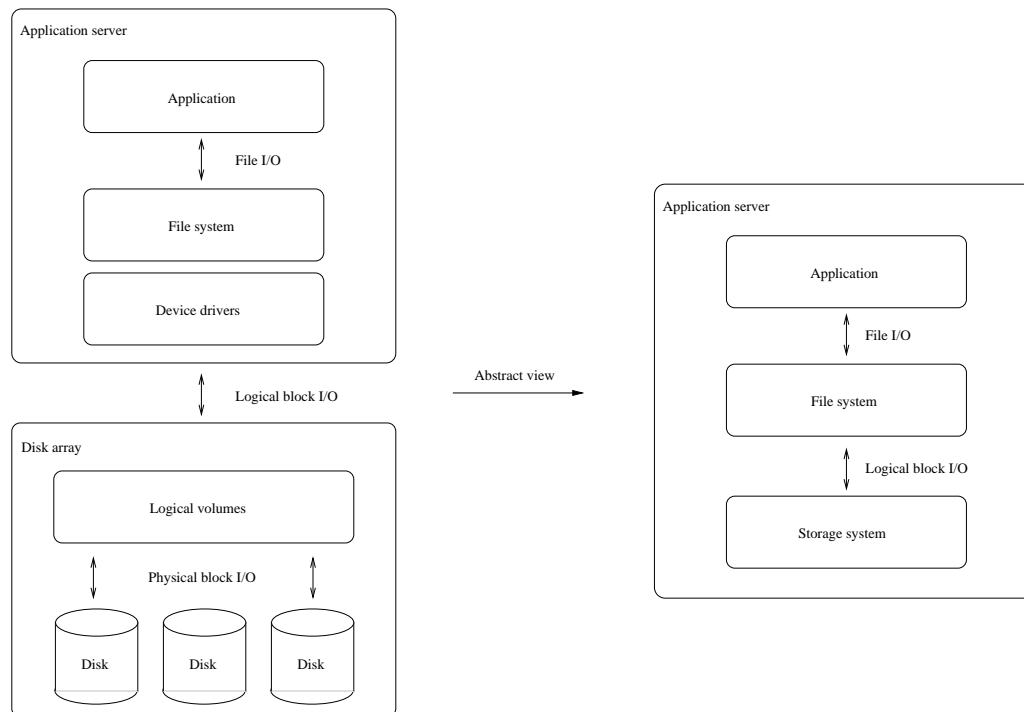 Application server
Application
File I/O
File system
Device drivers
Logical block I/O
Disk array
Logical volumes
Physical block I/O
Disk
Disk
Disk
Abstract view
Application server
Application
File I/O
File system
Logical block I/O
Storage system